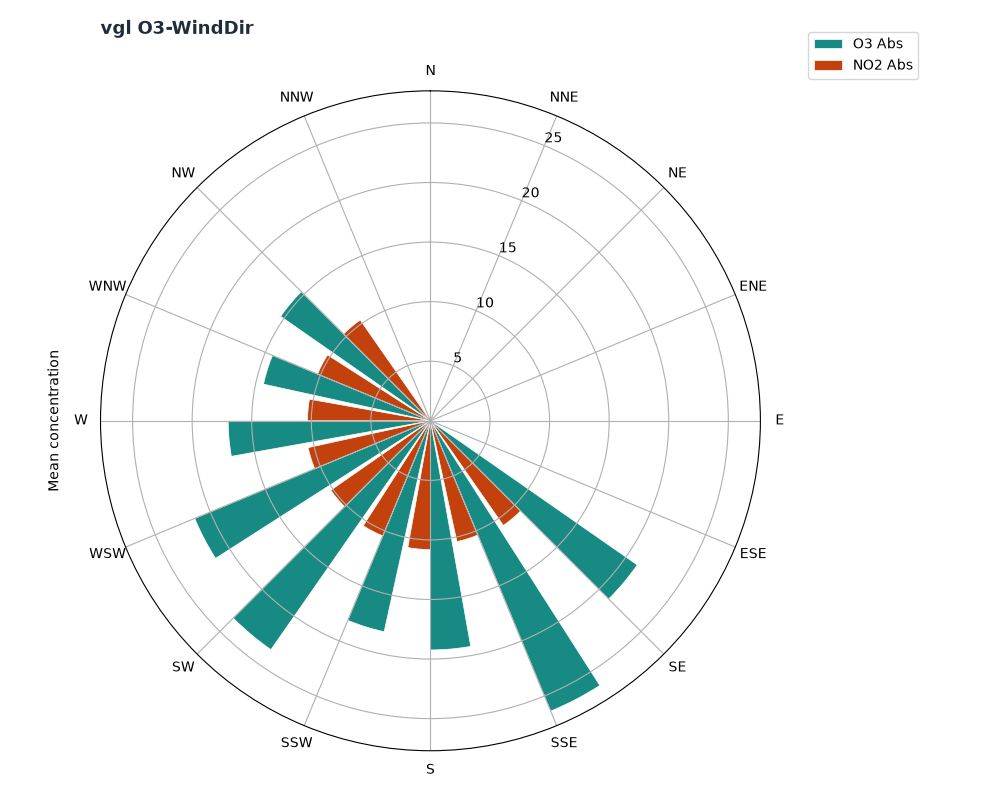 vgl O3-WindDir
O3 Abs
NO2 Abs
N
NNW
NNE
25
NW
NE
20
15
WNW
ENE
10
5
Mean concentration
W
E
WSW
ESE
SW
SE
SSW
SSE
S